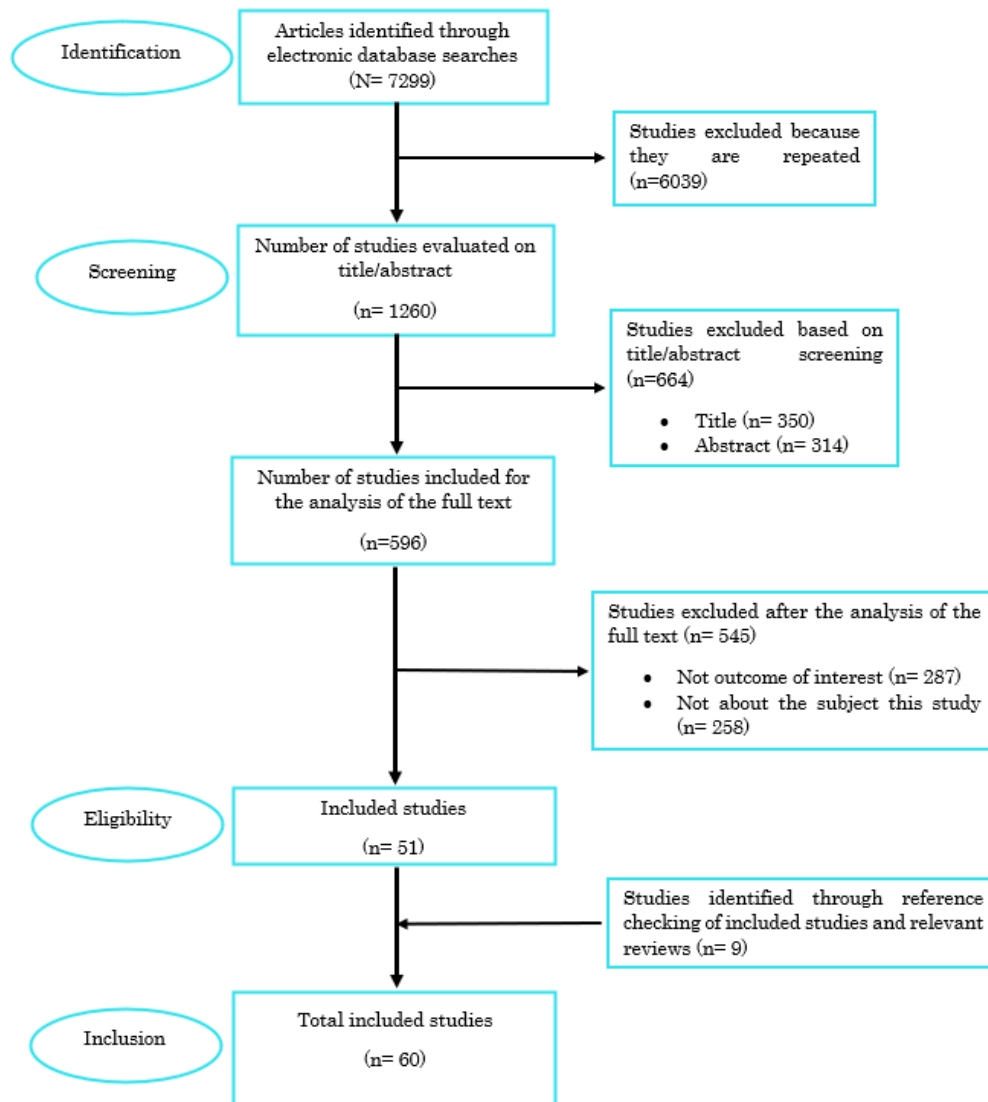 Identification
Articles identified through
electronic database searches
(N= 7299)
Studies excluded because
they are repeated
(n=6039)
Screening
Number of studies evaluated on
title/abstract
(n= 1260)
Studies excluded based on
title/abstract screening
(n=664)
• Title (n= 350)
• Abstract (n= 314)
Number of studies included for
the analysis of the full text
(n=596)
Studies excluded after the analysis of the
full text (n= 545)
• Not outcome of interest (n= 287)
• Not about the subject this study
(n= 258)
Eligibility
Included studies
(n= 51)
Studies identified through reference
checking of included studies and relevant
reviews (n= 9)
Inclusion
Total included studies
(n= 60)